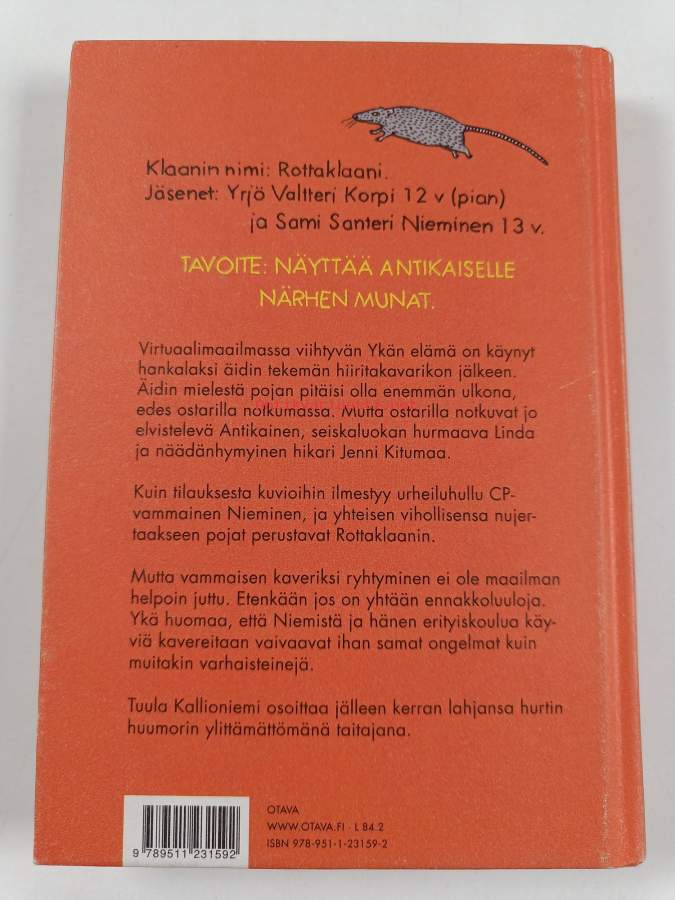 Klaanin nimi: Rottaklaani.
Jäsenet: Yrjö Valtteri Korpi 12 v (pian)
ja Sami Santeri Nieminen 13 v.
TAVOITE: NÄYTTÄÄ ANTIKAISELLE
NÄRHEN MUNAT.
Virtuaalimaailmassa viihtyvän Ykän elämä on käynyt
hankalaksi äidin tekemän hiiritakavarikon jälkeen.
Äidin mielestä pojan pitäisi olla enemmän ulkona,
edes ostarilla notkumassa. Mutta ostarilla notkuvat jo
elvistelevä Antikainen, seiskaluokan hurmaava Linda
ja näädänhymyinen hikari Jenni Kitumaa.
Kuin tilauksesta kuvioihin ilmestyy urheiluhullu CP-
vammainen Nieminen, ja yhteisen vihollisensa nujer-
taakseen pojat perustavat Rottaklaanin.
Mutta vammaisen kaveriksi ryhtyminen ei ole maailman
helpoin juttu. Etenkään jos on yhtään ennakkoluuloja.
Ykä huomaa, että Niemistä ja hänen erityiskoulua käy-
viä kavereitaan vaivaavat ihan samat ongelmat kuin
muitakin varhaisteinejä.
Tuula Kallioniemi osoittaa jälleen kerran lahjansa hurtin
huumorin ylittämättömänä taitajana.
OTAVA
WWW.OTAVA.FI · L 84.2
ISBN 978-951-1-23159-2
9 789511 231592